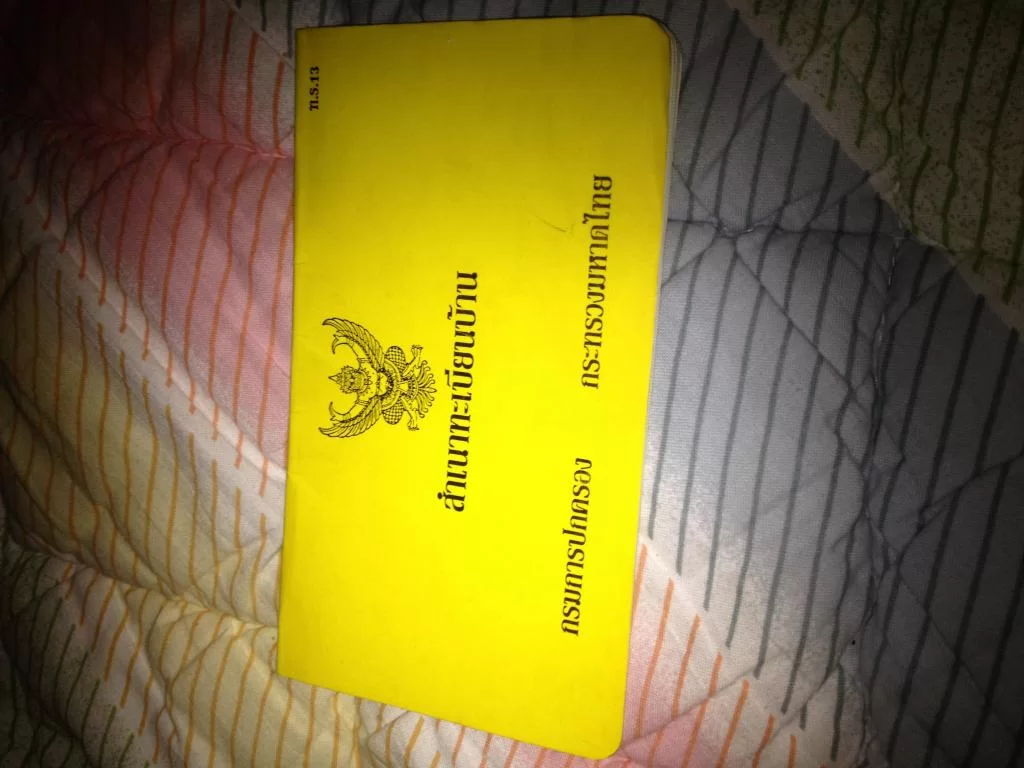 ท.ร.13
สำเนาทะเบียนบ้าน
กรมการปกครอง กระทรวงมหาดไทย